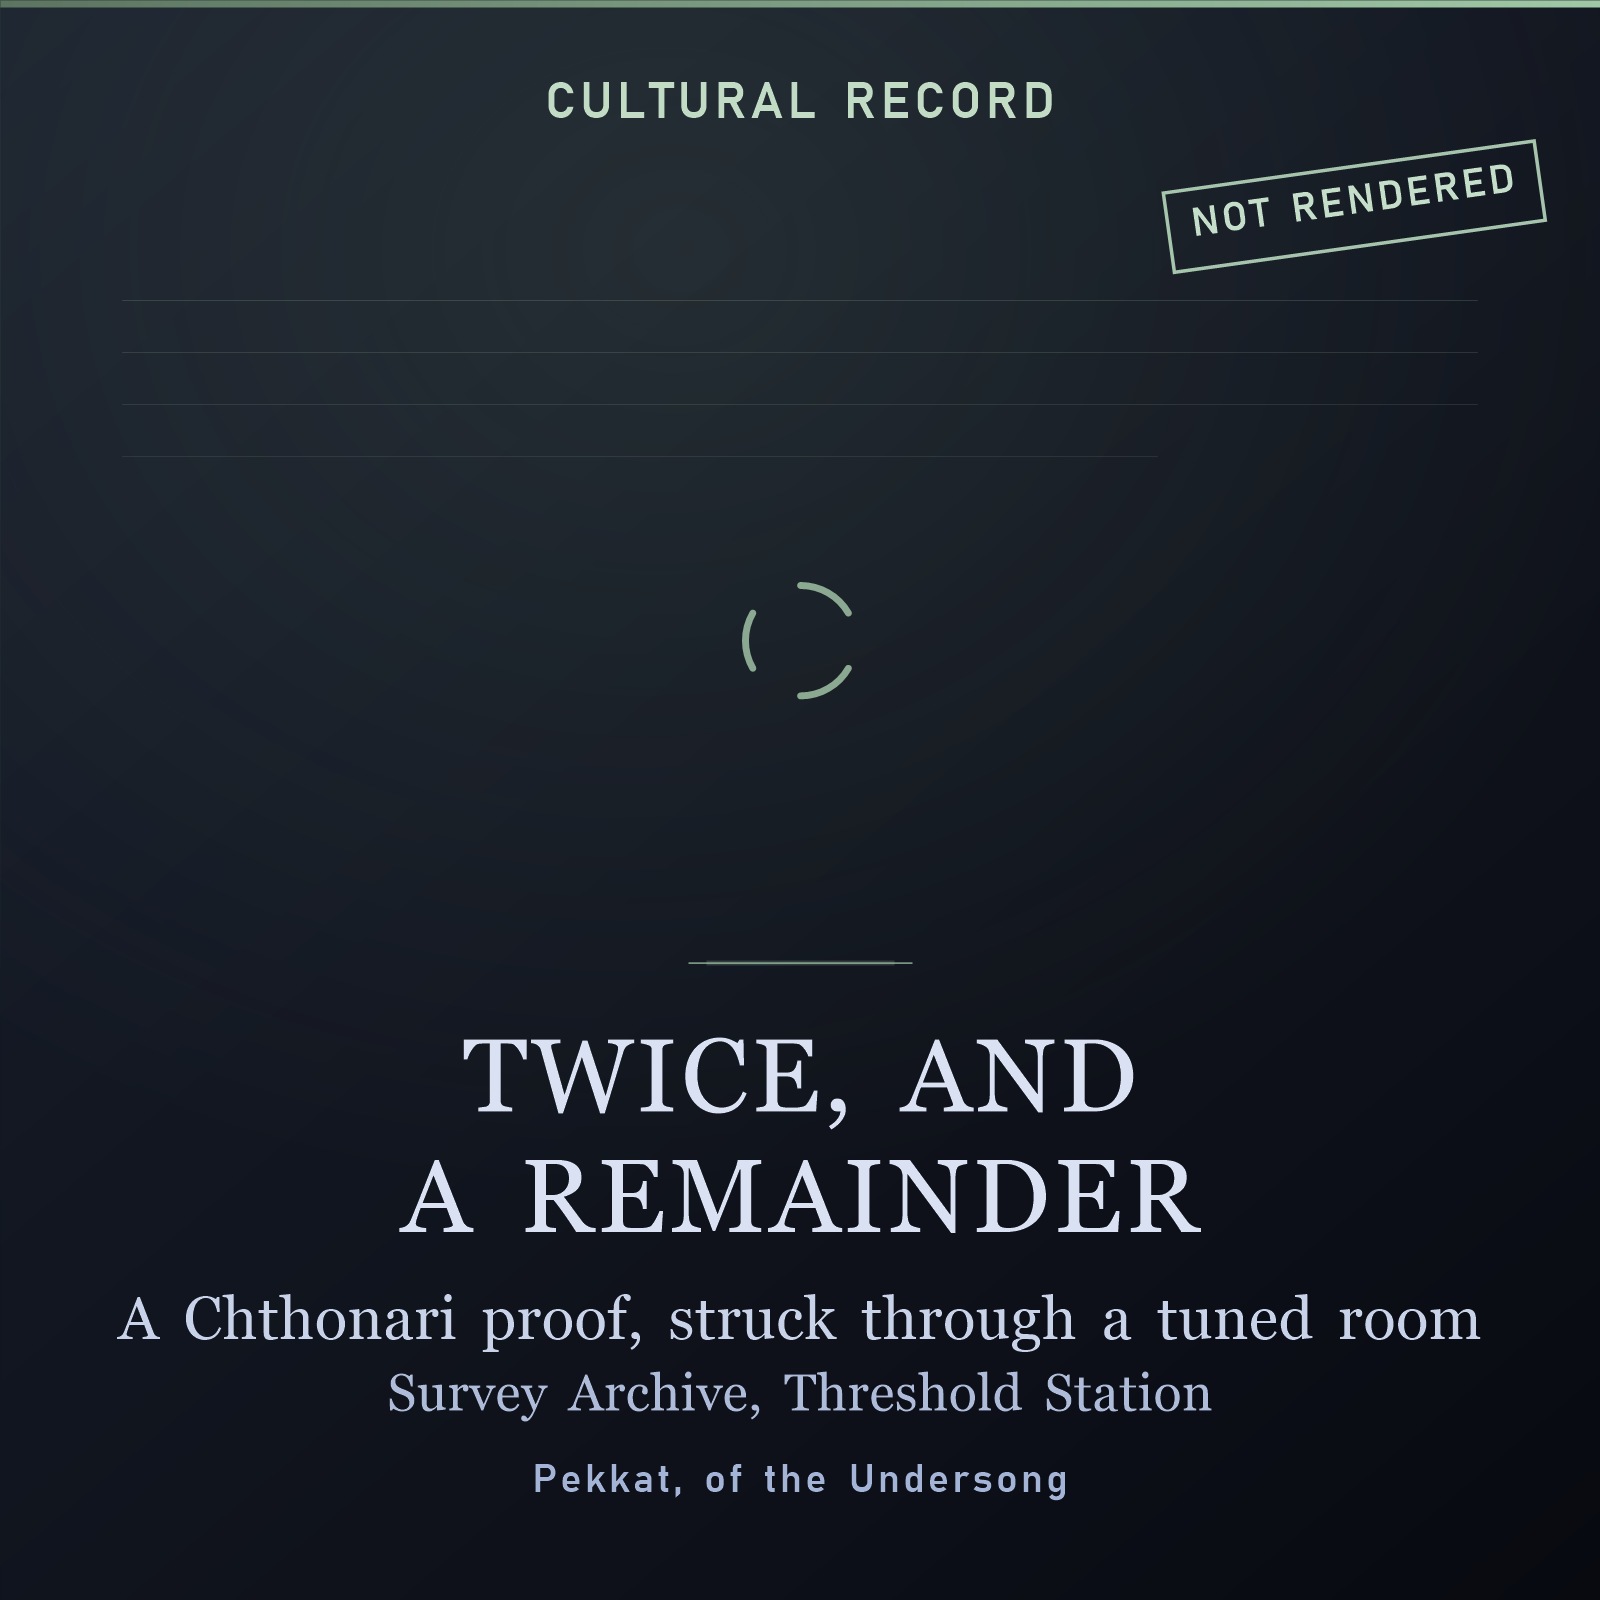 CULTURAL RECORD
NOT RENDERED
TWICE, AND
A REMAINDER
A Chthonari proof, struck through a tuned room
Survey Archive, Threshold Station
Pekkat, of the Undersong